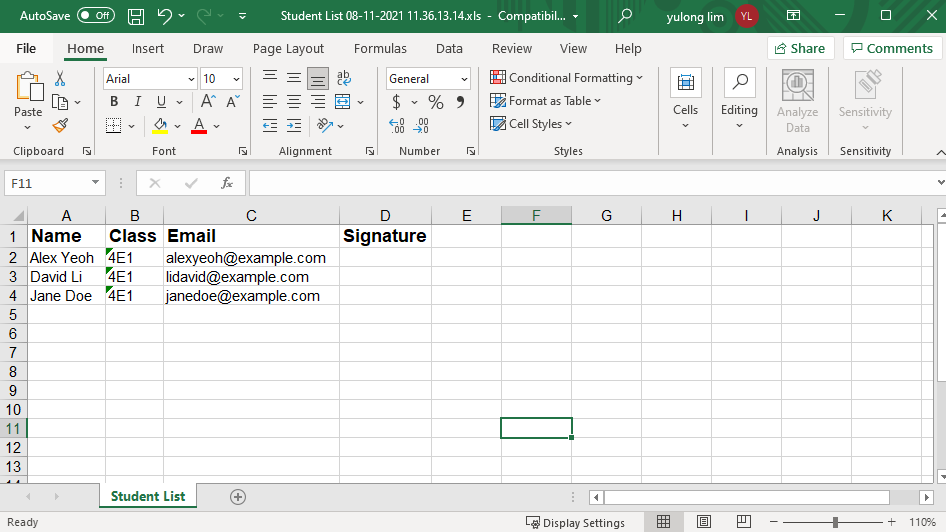 AutoSave Off Student List 08-11-2021 11.36.13.14.xls - Compatibil... yulong lim YL
File Home Insert Draw Page Layout Formulas Data Review View Help Share Comments
Paste Arial 10 General Conditional Formatting Cells Editing Analyze Data Sensitivity
B I U A A A ab c $ % 9 Format as Table
.00 .00 Cell Styles
Clipboard Font Alignment Number Styles Analysis Sensitivity
F11 fx
A B C D E F G H I J K
1 Name Class Email Signature
2 Alex Yeoh 4E1 alexyeoh@example.com
3 David Li 4E1 lidavid@example.com
4 Jane Doe 4E1 janedoe@example.com
5
6
7
8
9
10
11
12
13
14
Student List
Ready Display Settings 110%